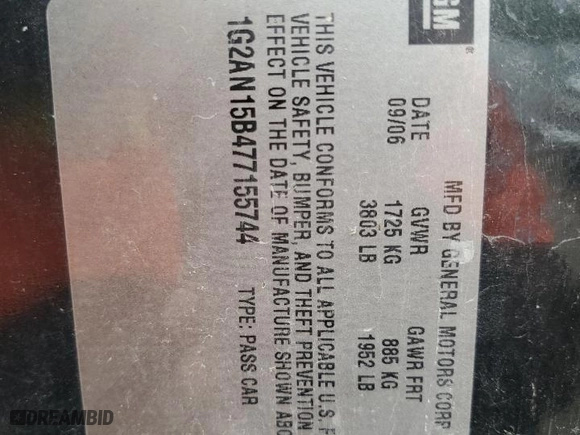 GM
MFD BY GENERAL MOTORS CORP
DATE GVWR GAWR FRT
09/06 1725 KG 885 KG
3803 LB 1952 LB
THIS VEHICLE CONFORMS TO ALL APPLICABLE U.S. F
VEHICLE SAFETY, BUMPER, AND THEFT PREVENTION
EFFECT ON THE DATE OF MANUFACTURE SHOWN ABO
1G2AN15B477155744 TYPE: PASS CAR
DREAMBID